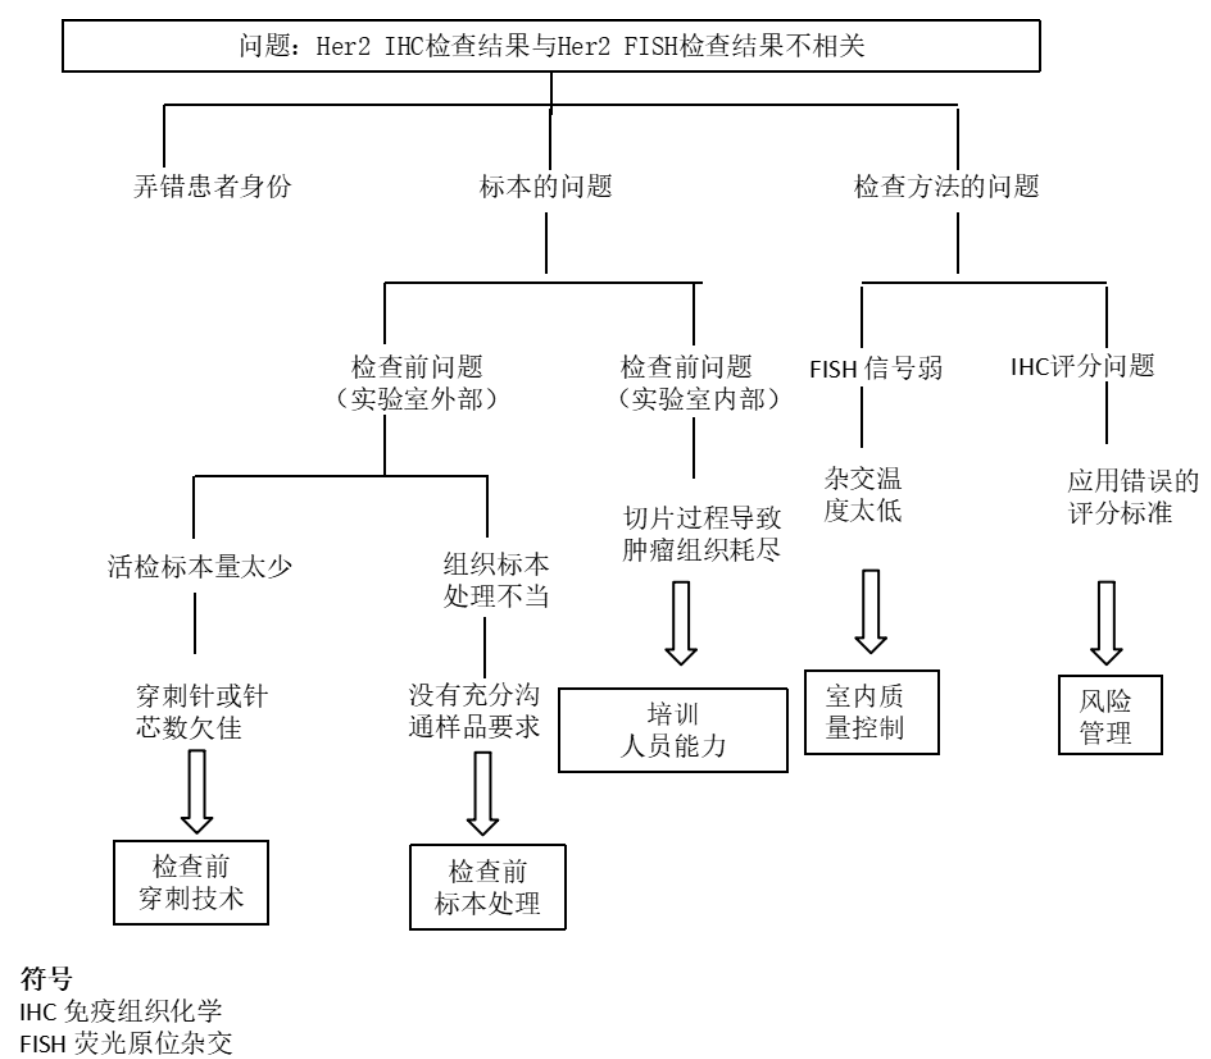 问题：Her2 IHC检查结果与Her2 FISH检查结果不相关
弄错患者身份
标本的问题
检查方法的问题
检查前问题
（实验室外部）
检查前问题
（实验室内部）
FISH 信号弱
IHC评分问题
杂交温
度太低
应用错误的
评分标准
切片过程导致
肿瘤组织耗尽
活检标本量太少
组织标本
处理不当
穿刺针或针
芯数欠佳
没有充分沟
通样品要求
培训
人员能力
室内质
量控制
风险
管理
检查前
穿刺技术
检查前
标本处理
符号
IHC 免疫组织化学
FISH 荧光原位杂交